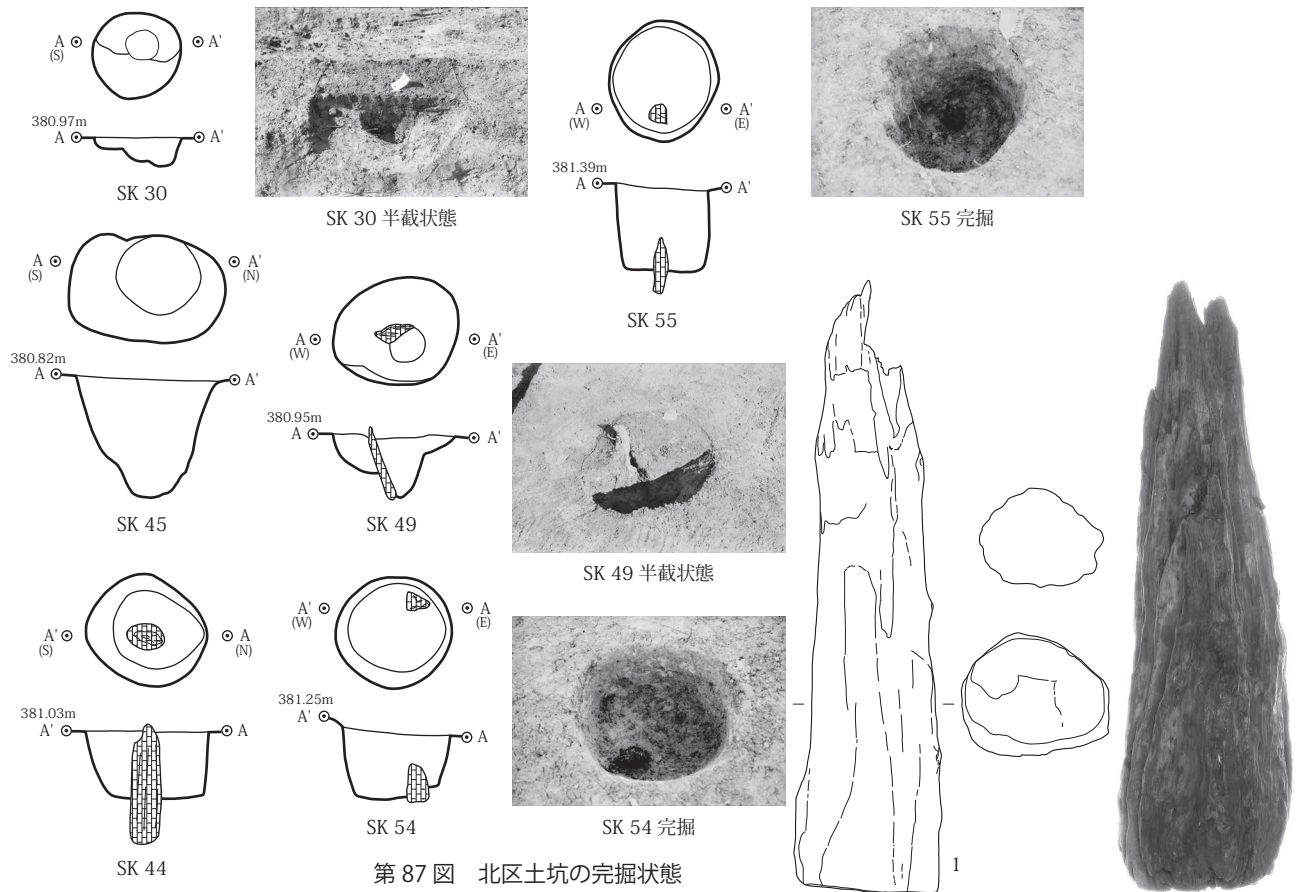 A
(S)
A'
380.97m
A
A'
SK 30
SK 30 半截状態
A
(W)
A'
(E)
381.39m
A
A'
SK 55
SK 55 完掘
A
(S)
A'
(N)
380.82m
A
A'
SK 45
A
(W)
A'
(E)
380.95m
A
A'
SK 49
SK 49 半截状態
A'
(S)
A
(N)
381.03m
A'
A
SK 44
A'
(W)
A
(E)
381.25m
A'
A
SK 54
SK 54 完掘
1
第 87 図 北区土坑の完掘状態